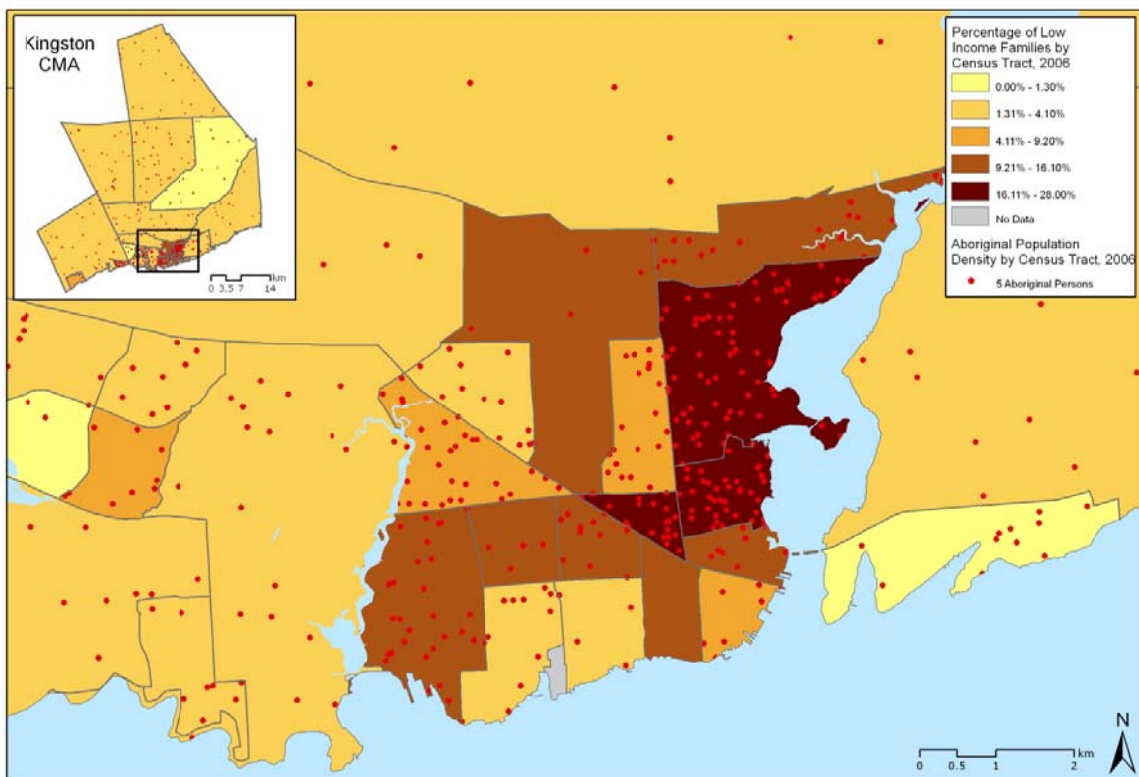 Kingston
CMA
km
0 3.5 7 14
Percentage of Low
Income Families by
Census Tract, 2006
0.00% - 1.30%
1.31% - 4.10%
4.11% - 9.20%
9.21% - 16.10%
16.11% - 28.00%
No Data
Aboriginal Population
Density by Census Tract, 2006
5 Aboriginal Persons
N
km
0 0.5 1 2